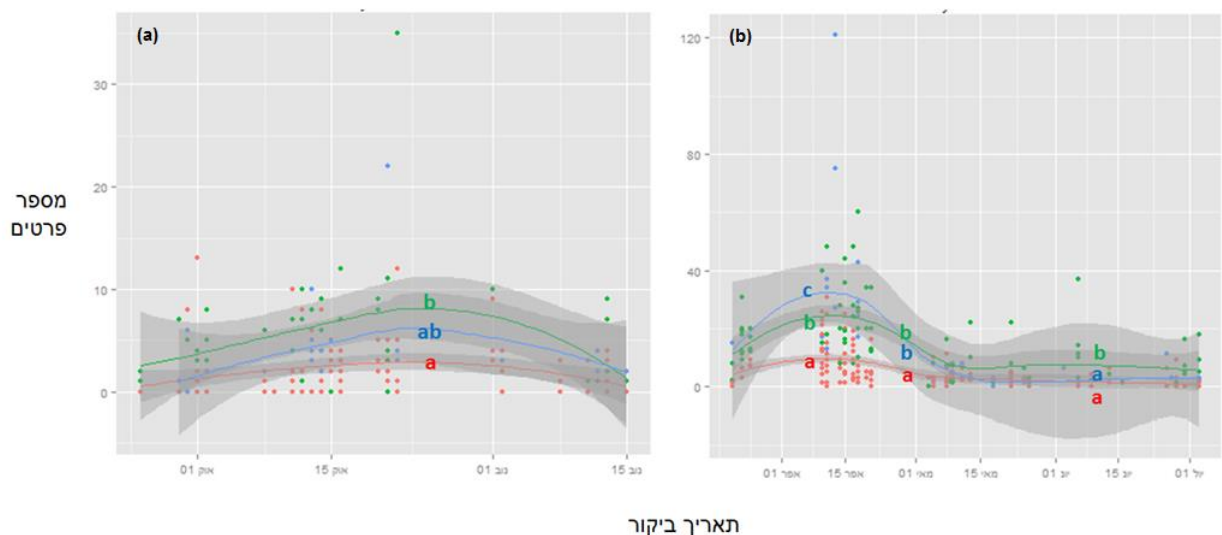 (a)
(b)
מספר
פרטים
30
20
10
0
b
ab
a
01 אוק
15 אוק
01 נוב
15 נוב
120
80
40
0
c
b
a
b
b
a
b
a
a
01 אפר
15 אפר
01 מאי
15 מאי
01 יונ
15 יונ
01 יול
תאריך ביקור